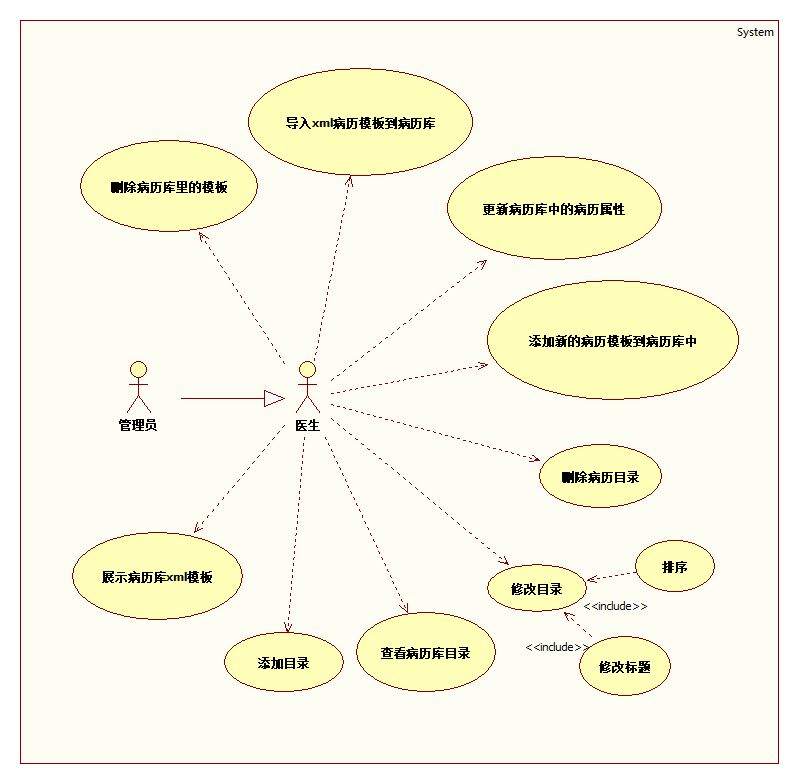 System
导入xml病历模板到病历库
删除病历库里的模板
更新病历库中的病历属性
添加新的病历模板到病历库中
管理员
医生
删除病历目录
展示病历库xml模板
修改目录
排序
<<include>>
添加目录
查看病历库目录
<<include>>
修改标题